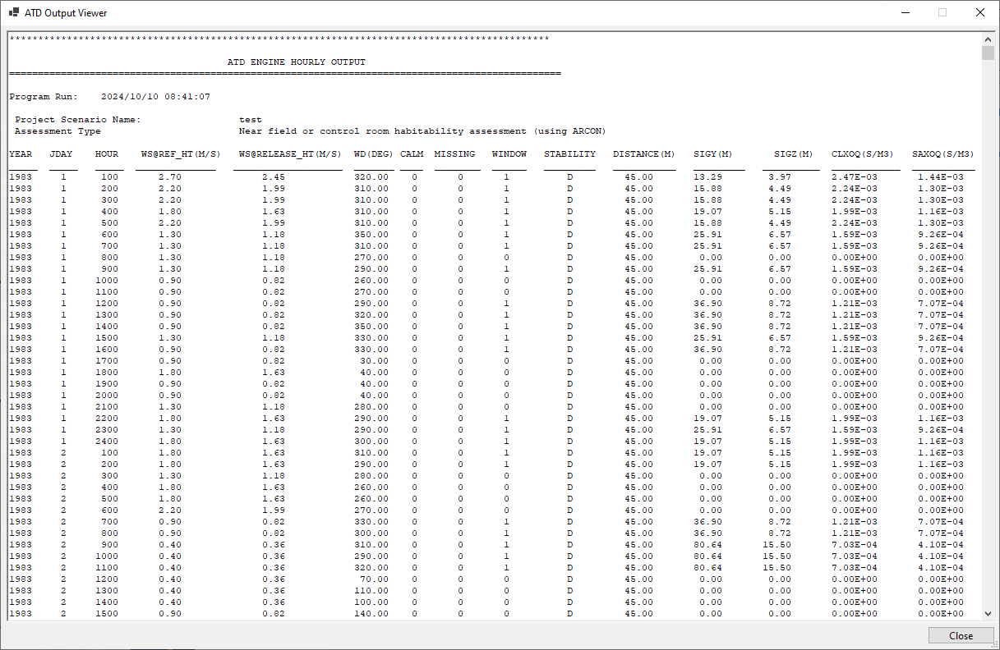 ATD Output Viewer
**********************************************************************************************
ATD ENGINE HOURLY OUTPUT
================================================================================================
Program Run: 2024/10/10 08:41:07
Project Scenario Name: test
Assessment Type Near field or control room habitability assessment (using ARCON)
YEAR JDAY HOUR WS@REF_HT(M/S) WS@RELEASE_HT(M/S) WD(DEG) CALM MISSING WINDOW STABILITY DISTANCE(M) SIGY(M) SIGZ(M) CLXOQ(S/M3) SAXOQ(S/M3)
1983 1 100 2.70 2.45 320.00 0 0 1 D 45.00 13.29 3.97 2.47E-03 1.44E-03
1983 1 200 2.20 1.99 310.00 0 0 1 D 45.00 15.88 4.49 2.24E-03 1.30E-03
1983 1 300 2.20 1.99 310.00 0 0 1 D 45.00 15.88 4.49 2.24E-03 1.30E-03
1983 1 400 1.80 1.63 310.00 0 0 1 D 45.00 19.07 5.15 1.99E-03 1.16E-03
1983 1 500 2.20 1.99 310.00 0 0 1 D 45.00 15.88 4.49 2.24E-03 1.30E-03
1983 1 600 1.30 1.18 350.00 0 0 1 D 45.00 25.91 6.57 1.59E-03 9.26E-04
1983 1 700 1.30 1.18 310.00 0 0 1 D 45.00 25.91 6.57 1.59E-03 9.26E-04
1983 1 800 1.30 1.18 270.00 0 0 0 D 45.00 0.00 0.00 0.00E+00 0.00E+00
1983 1 900 1.30 1.18 290.00 0 0 1 D 45.00 25.91 6.57 1.59E-03 9.26E-04
1983 1 1000 0.90 0.82 260.00 0 0 0 D 45.00 0.00 0.00 0.00E+00 0.00E+00
1983 1 1100 0.90 0.82 270.00 0 0 0 D 45.00 0.00 0.00 0.00E+00 0.00E+00
1983 1 1200 0.90 0.82 290.00 0 0 1 D 45.00 36.90 8.72 1.21E-03 7.07E-04
1983 1 1300 0.90 0.82 320.00 0 0 1 D 45.00 36.90 8.72 1.21E-03 7.07E-04
1983 1 1400 0.90 0.82 350.00 0 0 1 D 45.00 36.90 8.72 1.21E-03 7.07E-04
1983 1 1500 1.30 1.18 330.00 0 0 1 D 45.00 25.91 6.57 1.59E-03 9.26E-04
1983 1 1600 0.90 0.82 330.00 0 0 1 D 45.00 36.90 8.72 1.21E-03 7.07E-04
1983 1 1700 0.90 0.82 30.00 0 0 0 D 45.00 0.00 0.00 0.00E+00 0.00E+00
1983 1 1800 1.80 1.63 40.00 0 0 0 D 45.00 0.00 0.00 0.00E+00 0.00E+00
1983 1 1900 0.90 0.82 40.00 0 0 0 D 45.00 0.00 0.00 0.00E+00 0.00E+00
1983 1 2000 0.90 0.82 40.00 0 0 0 D 45.00 0.00 0.00 0.00E+00 0.00E+00
1983 1 2100 1.30 1.18 280.00 0 0 0 D 45.00 0.00 0.00 0.00E+00 0.00E+00
1983 1 2200 1.80 1.63 290.00 0 0 1 D 45.00 19.07 5.15 1.99E-03 1.16E-03
1983 1 2300 1.30 1.18 290.00 0 0 1 D 45.00 25.91 6.57 1.59E-03 9.26E-04
1983 1 2400 1.80 1.63 300.00 0 0 1 D 45.00 19.07 5.15 1.99E-03 1.16E-03
1983 2 100 1.80 1.63 310.00 0 0 1 D 45.00 19.07 5.15 1.99E-03 1.16E-03
1983 2 200 1.80 1.63 290.00 0 0 1 D 45.00 19.07 5.15 1.99E-03 1.16E-03
1983 2 300 1.30 1.18 280.00 0 0 0 D 45.00 0.00 0.00 0.00E+00 0.00E+00
1983 2 400 1.80 1.63 260.00 0 0 0 D 45.00 0.00 0.00 0.00E+00 0.00E+00
1983 2 500 1.80 1.63 260.00 0 0 0 D 45.00 0.00 0.00 0.00E+00 0.00E+00
1983 2 600 2.20 1.99 270.00 0 0 0 D 45.00 0.00 0.00 0.00E+00 0.00E+00
1983 2 700 0.90 0.82 330.00 0 0 1 D 45.00 36.90 8.72 1.21E-03 7.07E-04
1983 2 800 0.90 0.82 300.00 0 0 1 D 45.00 36.90 8.72 1.21E-03 7.07E-04
1983 2 900 0.40 0.36 310.00 0 0 1 D 45.00 80.64 15.50 7.03E-04 4.10E-04
1983 2 1000 0.40 0.36 290.00 0 0 1 D 45.00 80.64 15.50 7.03E-04 4.10E-04
1983 2 1100 0.40 0.36 320.00 0 0 1 D 45.00 80.64 15.50 7.03E-04 4.10E-04
1983 2 1200 0.40 0.36 70.00 0 0 0 D 45.00 0.00 0.00 0.00E+00 0.00E+00
1983 2 1300 0.40 0.36 110.00 0 0 0 D 45.00 0.00 0.00 0.00E+00 0.00E+00
1983 2 1400 0.40 0.36 100.00 0 0 0 D 45.00 0.00 0.00 0.00E+00 0.00E+00
1983 2 1500 0.90 0.82 140.00 0 0 0 D 45.00 0.00 0.00 0.00E+00 0.00E+00
Close